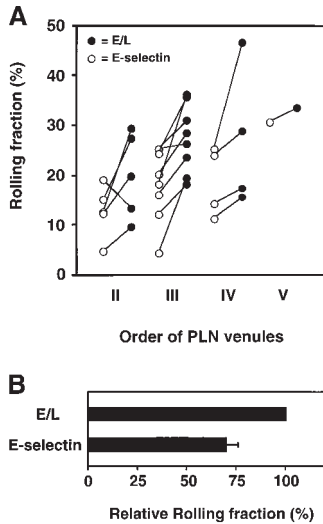 A
● = E/L
○ = E-selectin
Rolling fraction (%)
50
40
30
20
10
0
II III IV V
Order of PLN venules
B
E/L
E-selectin
0 25 50 75 100
Relative Rolling fraction (%)